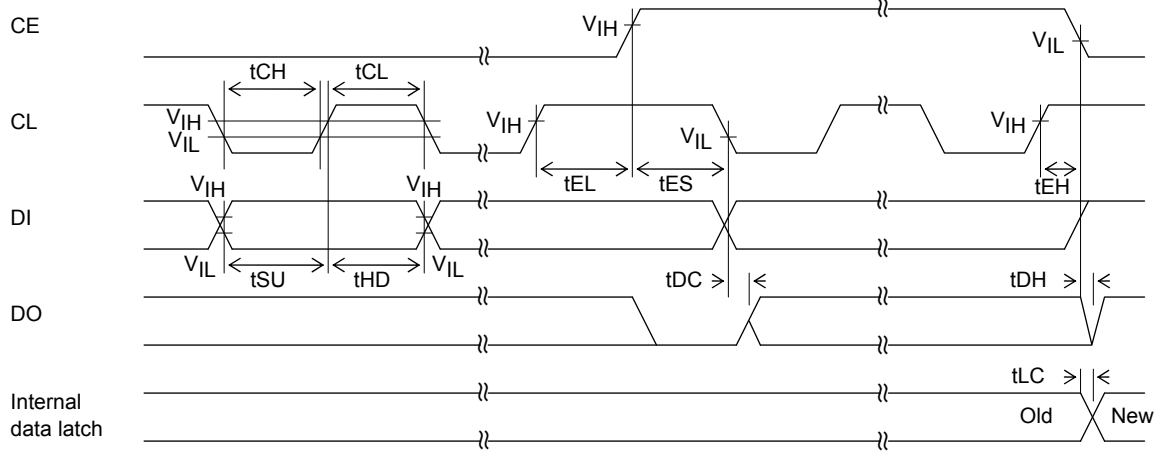 CE
VIH
VIL
tCH
tCL
CL
VIH
VIL
VIH
VIL
VIH
tEL
tES
tEH
VIH
VIH
DI
VIL
VIL
tSU
tHD
tDC
tDH
DO
tLC
Internal
data latch
Old
New